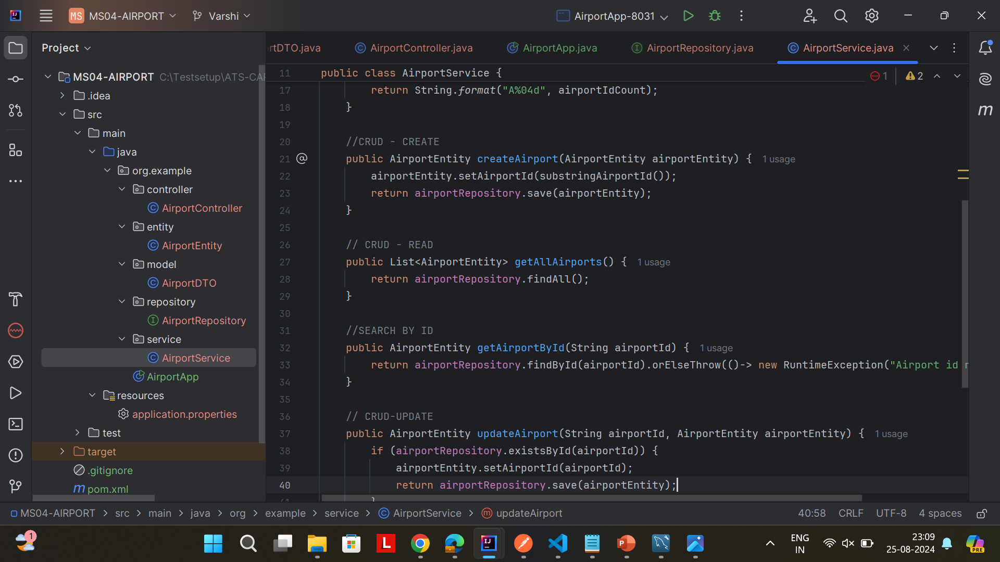 MS MS04-AIRPORT Varshi AirportApp-8031
Project
rtDTO.java AirportController.java AirportApp.java AirportRepository.java AirportService.java
MS04-AIRPORT C:\Testsetup\ATS-CAR
.idea
src
main
java
org.example
controller
AirportController
entity
AirportEntity
model
AirportDTO
repository
AirportRepository
service
AirportService
AirportApp
resources
application.properties
test
target
.gitignore
pom.xml
1 2
11 public class AirportService {
17 return String.format("A%04d", airportIdCount);
18 }
19
20 //CRUD - CREATE
21 public AirportEntity createAirport(AirportEntity airportEntity) { 1 usage
22 airportEntity.setAirportId(substringAirportId());
23 return airportRepository.save(airportEntity);
24 }
25
26 // CRUD - READ
27 public List<AirportEntity> getAllAirports() { 1 usage
28 return airportRepository.findAll();
29 }
30
31 //SEARCH BY ID
32 public AirportEntity getAirportById(String airportId) { 1 usage
33 return airportRepository.findById(airportId).orElseThrow(()-> new RuntimeException("Airport id
34 }
35
36 // CRUD-UPDATE
37 public AirportEntity updateAirport(String airportId, AirportEntity airportEntity) { 1 usage
38 if (airportRepository.existsById(airportId)) {
39 airportEntity.setAirportId(airportId);
40 return airportRepository.save(airportEntity);
MS04-AIRPORT > src > main > java > org > example > service > AirportService > updateAirport 40:58 CRLF UTF-8 4 spaces
1
ENG
IN
23:09
25-08-2024
PRE